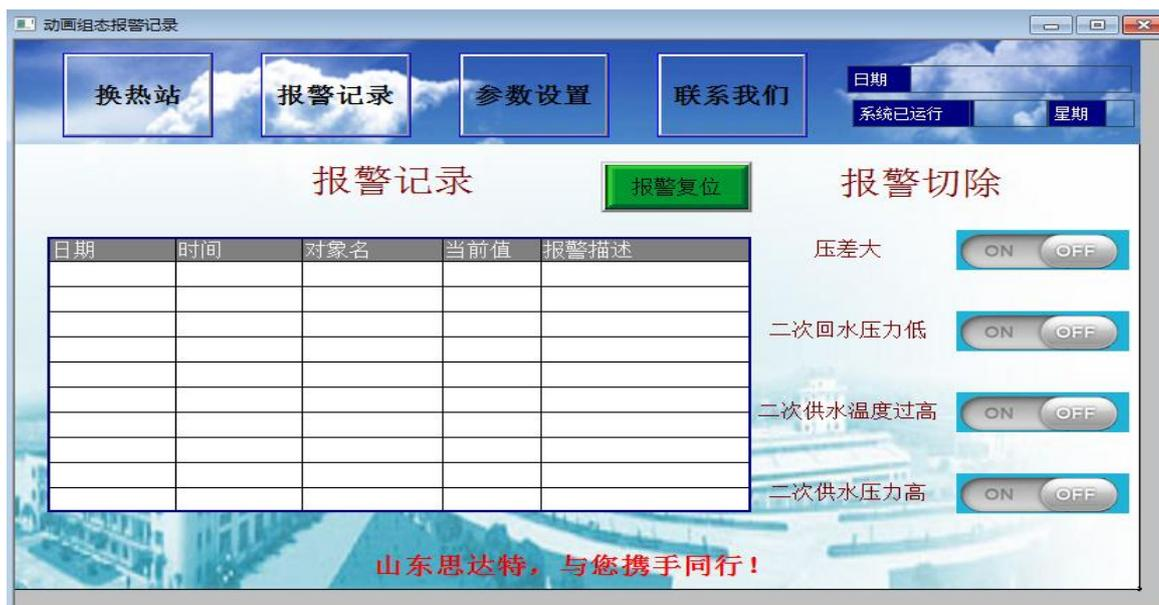 动画组态报警记录
换热站 报警记录 参数设置 联系我们
日期
系统已运行 星期
报警记录 报警复位 报警切除
日期 时间 对象名 当前值 报警描述
压差大 ON OFF
二次回水压力低 ON OFF
二次供水温度过高 ON OFF
二次供水压力高 ON OFF
山东思达特，与您携手同行！